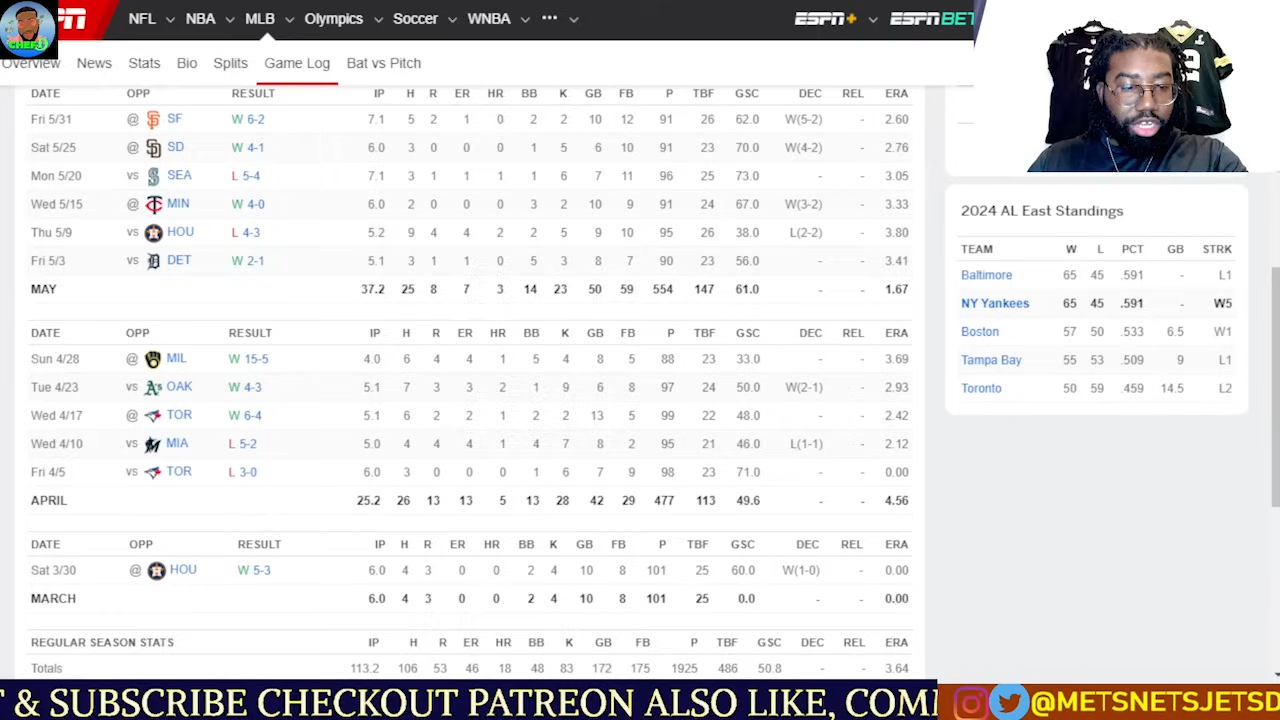 NFL NBA MLB Olympics Soccer WNBA ••• ESPN+ ESPN BET
CHEF J
Overview News Stats Bio Splits Game Log Bat vs Pitch
DATE OPP RESULT IP H R ER HR BB K GB FB P TBF GSC DEC REL ERA
Fri 5/31 @ SF W 6-2 7.1 5 2 1 0 2 2 10 12 91 26 62.0 W(5-2) - 2.60
Sat 5/25 @ SD W 4-1 6.0 3 0 0 0 1 5 6 10 91 23 70.0 W(4-2) - 2.76
Mon 5/20 vs SEA L 5-4 7.1 3 1 1 1 1 6 7 11 96 25 73.0 - - 3.05
Wed 5/15 @ MIN W 4-0 6.0 2 0 0 0 3 2 10 9 91 24 67.0 W(3-2) - 3.33
Thu 5/9 vs HOU L 4-3 5.2 9 4 4 2 2 5 9 10 95 26 38.0 L(2-2) - 3.80
Fri 5/3 vs DET W 2-1 5.1 3 1 1 0 5 3 8 7 90 23 56.0 - - 3.41
MAY 37.2 25 8 7 3 14 23 50 59 554 147 61.0 - - 1.67
DATE OPP RESULT IP H R ER HR BB K GB FB P TBF GSC DEC REL ERA
Sun 4/28 @ MIL W 15-5 4.0 6 4 4 1 5 4 8 5 88 23 33.0 - - 3.69
Tue 4/23 vs OAK W 4-3 5.1 7 3 3 2 1 9 6 8 97 24 50.0 W(2-1) - 2.93
Wed 4/17 @ TOR W 6-4 5.1 6 2 2 1 2 2 13 5 99 22 48.0 - - 2.42
Wed 4/10 vs MIA L 5-2 5.0 4 4 4 1 4 7 8 2 95 21 46.0 L(1-1) - 2.12
Fri 4/5 vs TOR L 3-0 6.0 3 0 0 0 1 6 7 9 98 23 71.0 - - 0.00
APRIL 25.2 26 13 13 5 13 28 42 29 477 113 49.6 - - 4.56
DATE OPP RESULT IP H R ER HR BB K GB FB P TBF GSC DEC REL ERA
Sat 3/30 @ HOU W 5-3 6.0 4 3 0 0 2 4 10 8 101 25 60.0 W(1-0) - 0.00
MARCH 6.0 4 3 0 0 2 4 10 8 101 25 0.0 - - 0.00
REGULAR SEASON STATS IP H R ER HR BB K GB FB P TBF GSC DEC REL ERA
Totals 113.2 106 53 46 18 48 83 172 175 1925 486 50.8 - - 3.64
2024 AL East Standings
TEAM W L PCT GB STRK
Baltimore 65 45 .591 - L1
NY Yankees 65 45 .591 - W5
Boston 57 50 .533 6.5 W1
Tampa Bay 55 53 .509 9 L1
Toronto 50 59 .459 14.5 L2
T & SUBSCRIBE CHECKOUT PATREON ALSO LIKE, COM
@METSNETSJETSD